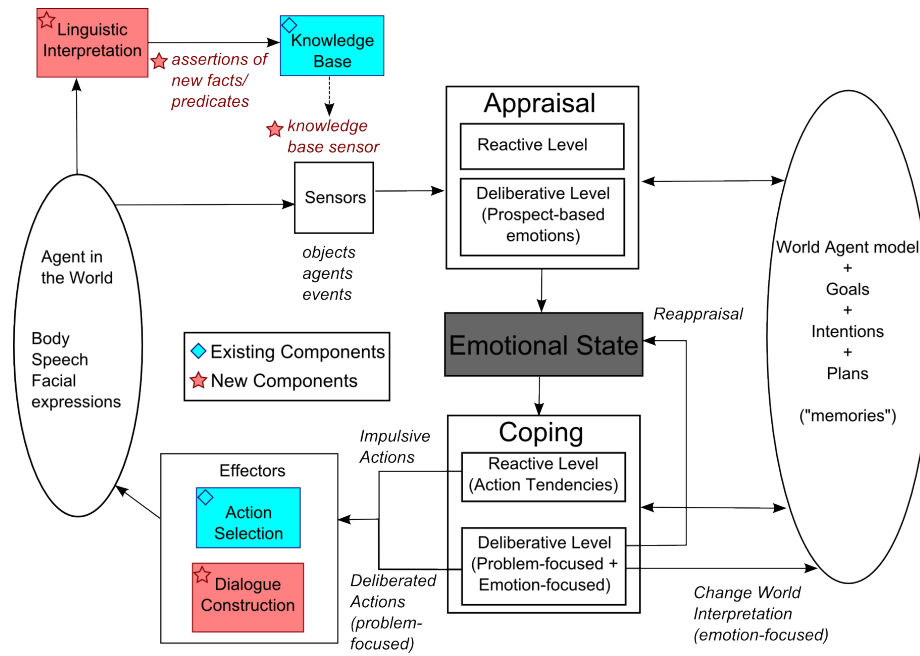 Linguistic
Interpretation
assertions of
new facts/
predicates
Knowledge
Base
knowledge
base sensor
Sensors
objects
agents
events
Appraisal
Reactive Level
Deliberative Level
(Prospect-based
emotions)
Agent in
the World
Body
Speech
Facial
expressions
World Agent model
+
Goals
+
Intentions
+
Plans
("memories")
Existing Components
New Components
Emotional State
Reappraisal
Coping
Reactive Level
(Action Tendencies)
Deliberative Level
(Problem-focused +
Emotion-focused)
Impulsive
Actions
Deliberated
Actions
(problem-
focused)
Effectors
Action
Selection
Dialogue
Construction
Change World
Interpretation
(emotion-focused)